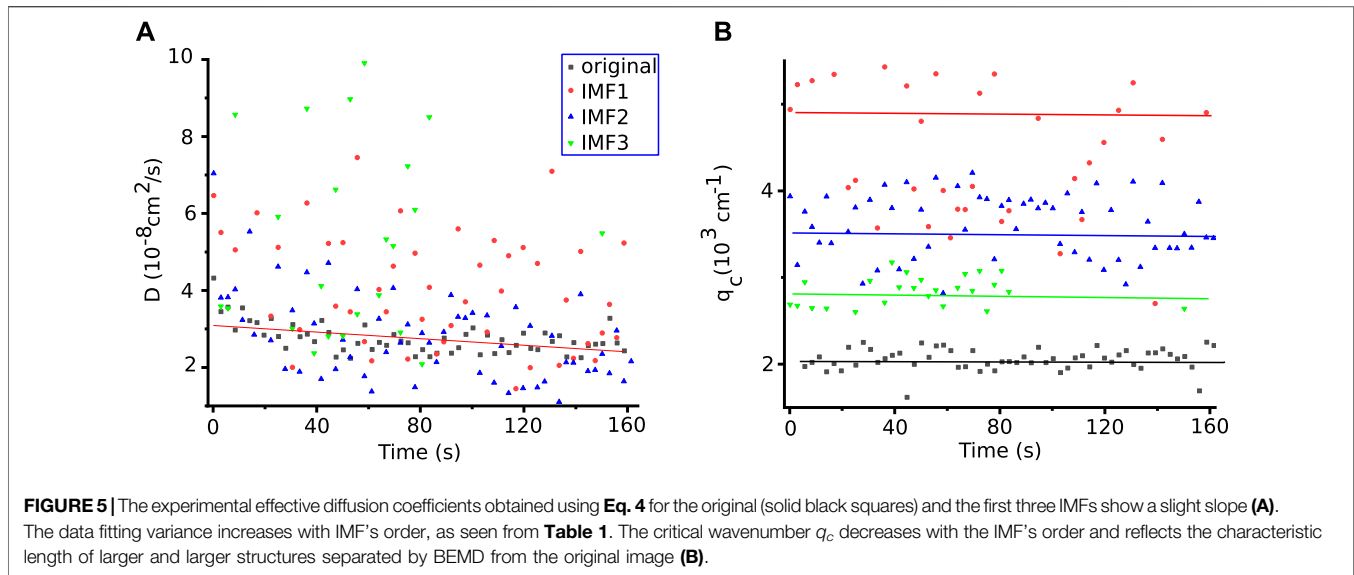 A
10
8
6
4
2
0 40 80 120 160
D (10⁻⁸cm²/s)
Time (s)
original
IMF1
IMF2
IMF3
B
4
2
0 40 80 120 160
q_c(10³ cm⁻¹)
Time (s)
FIGURE 5 | The experimental effective diffusion coefficients obtained using Eq. 4 for the original (solid black squares) and the first three IMFs show a slight slope (A).
The data fitting variance increases with IMF's order, as seen from Table 1. The critical wavenumber q_c decreases with the IMF's order and reflects the characteristic
length of larger and larger structures separated by BEMD from the original image (B).